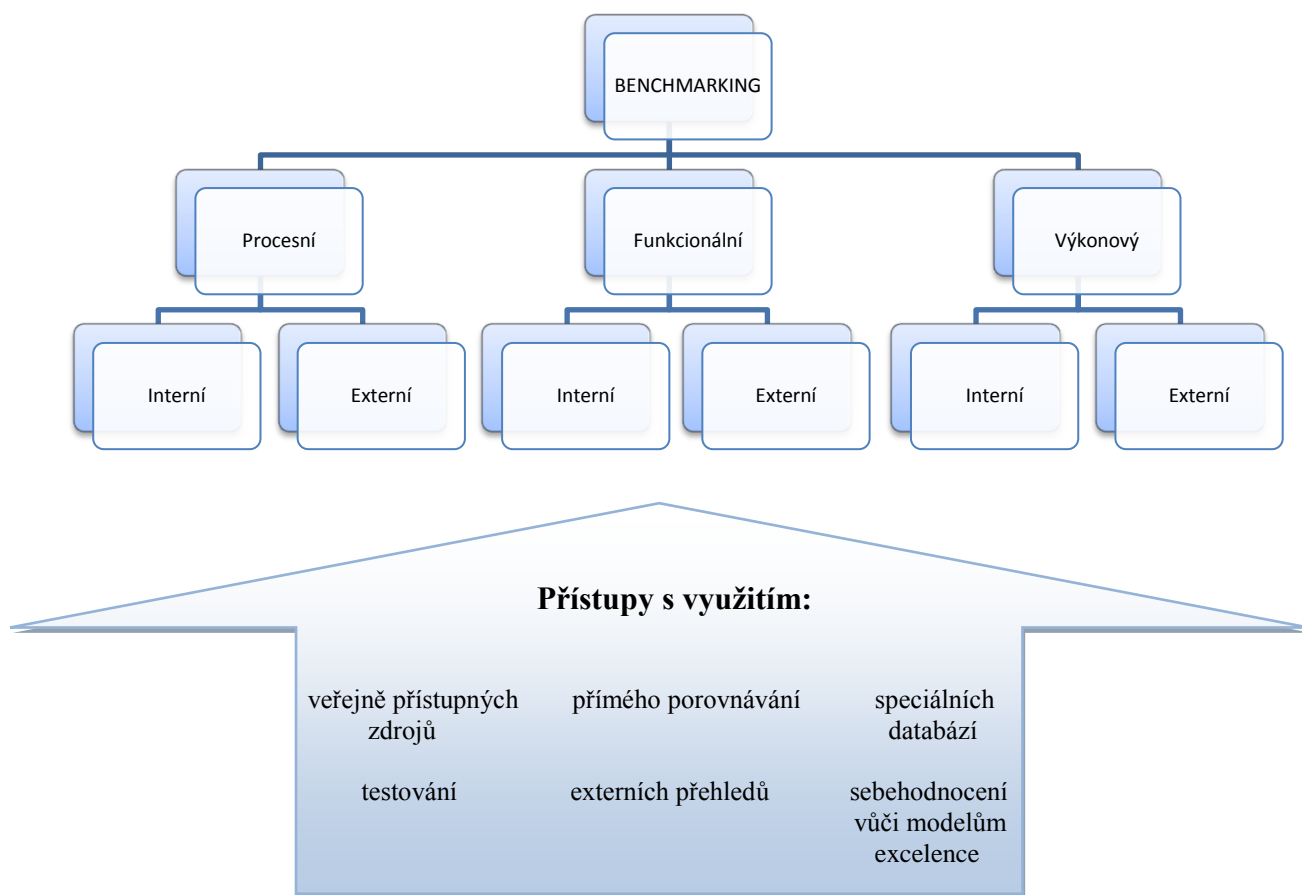 BENCHMARKING
Procesní
Funkcionální
Výkonový
Interní
Externí
Interní
Externí
Interní
Externí
Přístupy s využitím:
veřejně přístupných
zdrojů
přímého porovnávání
speciálních
databází
testování
externích přehledů
sebehodnocení
vůči modelům
excelence